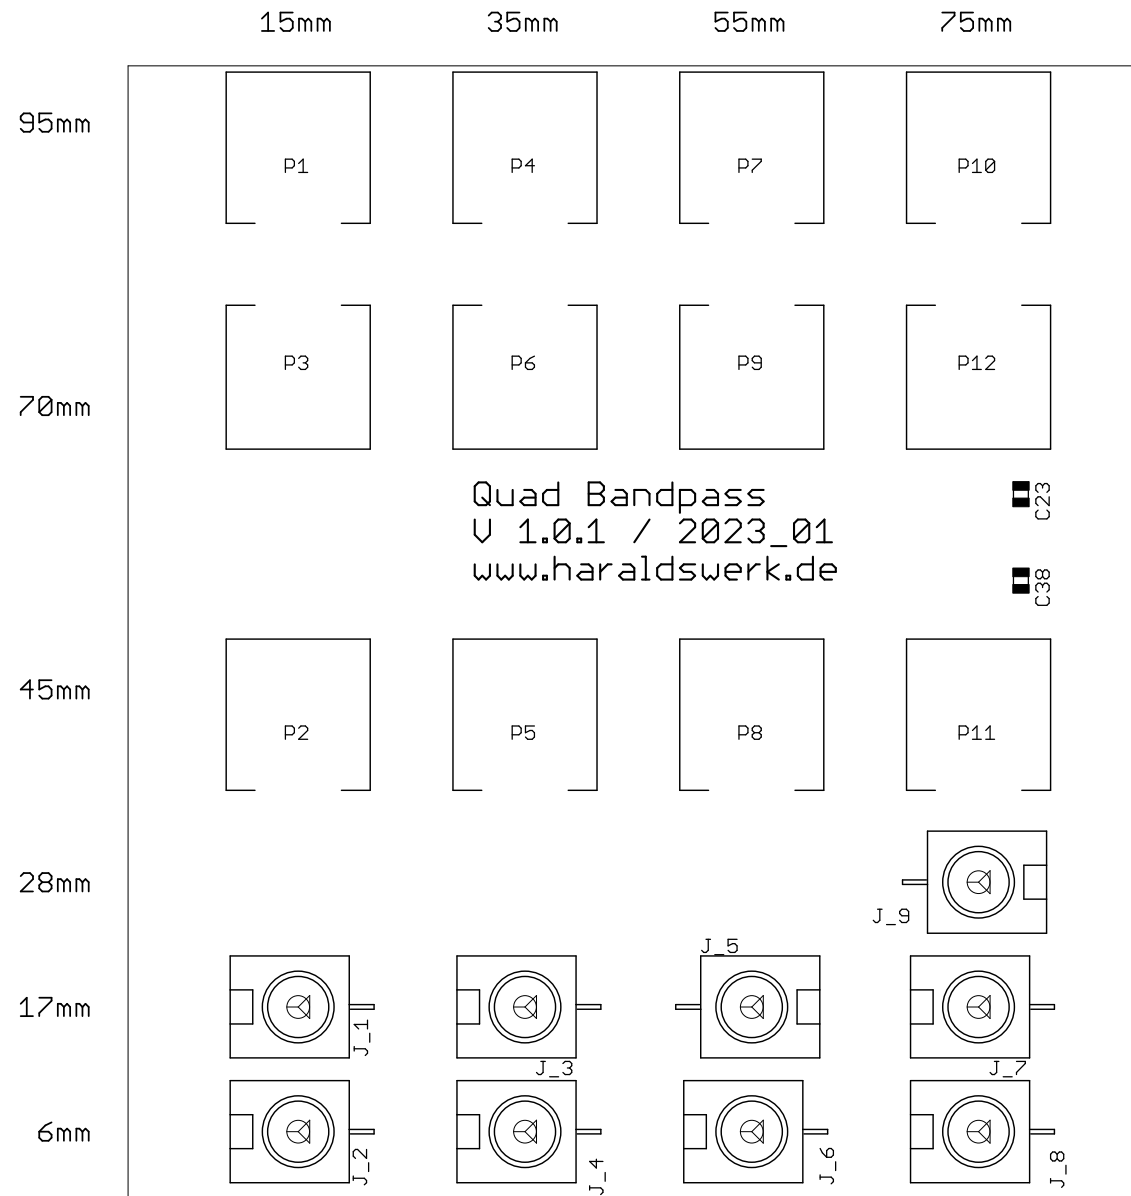 15mm 35mm 55mm 75mm
95mm
P1 P4 P7 P10
P3 P6 P9 P12
70mm
Quad Bandpass
V 1.0.1 / 2023_01
www.haraldswerk.de
C23
C38
45mm
P2 P5 P8 P11
28mm
J_9
J_5
17mm
J_1
J_3 J_7
6mm
J_2 J_4 J_6 J_8